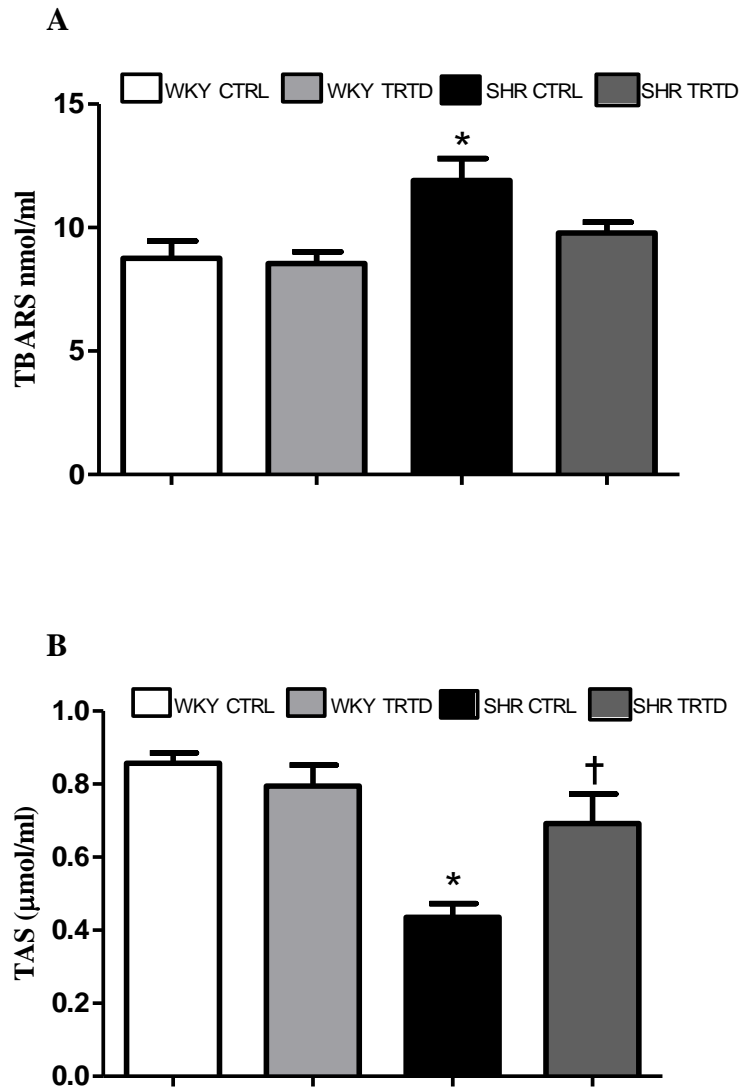 A
WKY CTRL WKY TRTD SHR CTRL SHR TRTD
15
*
10
TBARS nmol/ml
5
0
B
WKY CTRL WKY TRTD SHR CTRL SHR TRTD
1.0
0.8
†
0.6
TAS (µmol/ml)
*
0.4
0.2
0.0